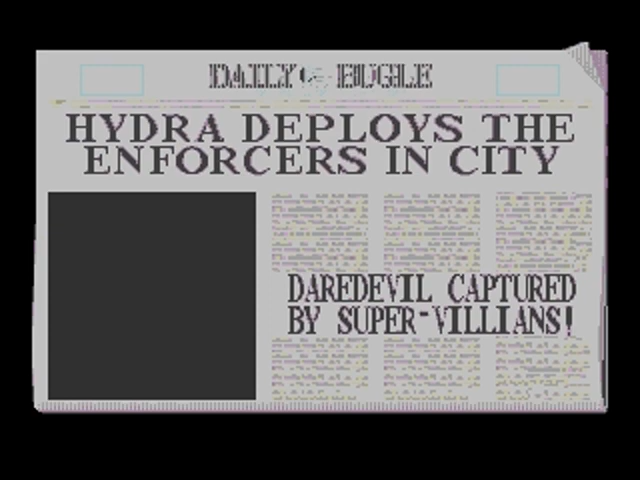 DAILY BUGLE
HYDRA DEPLOYS THE
ENFORCERS IN CITY
DAREDEVIL CAPTURED
BY SUPER-VILLIANS!